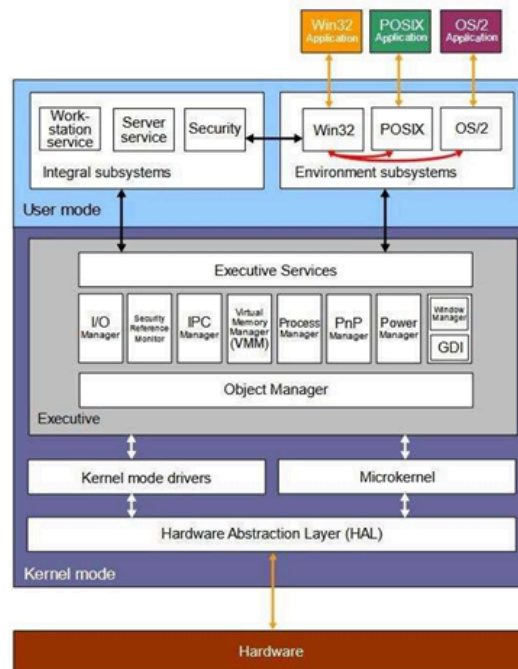 Win32
Application
POSIX
Application
OS/2
Application
Work-
station
service
Server
service
Security
Integral subsystems
Win32
POSIX
OS/2
Environment subsystems
User mode
Executive Services
I/O
Manager
Security
Reference
Monitor
IPC
Manager
Virtual
Memory
Manager
(VMM)
Process
Manager
PnP
Manager
Power
Manager
Window
Manager
GDI
Object Manager
Executive
Kernel mode drivers
Microkernel
Hardware Abstraction Layer (HAL)
Kernel mode
Hardware